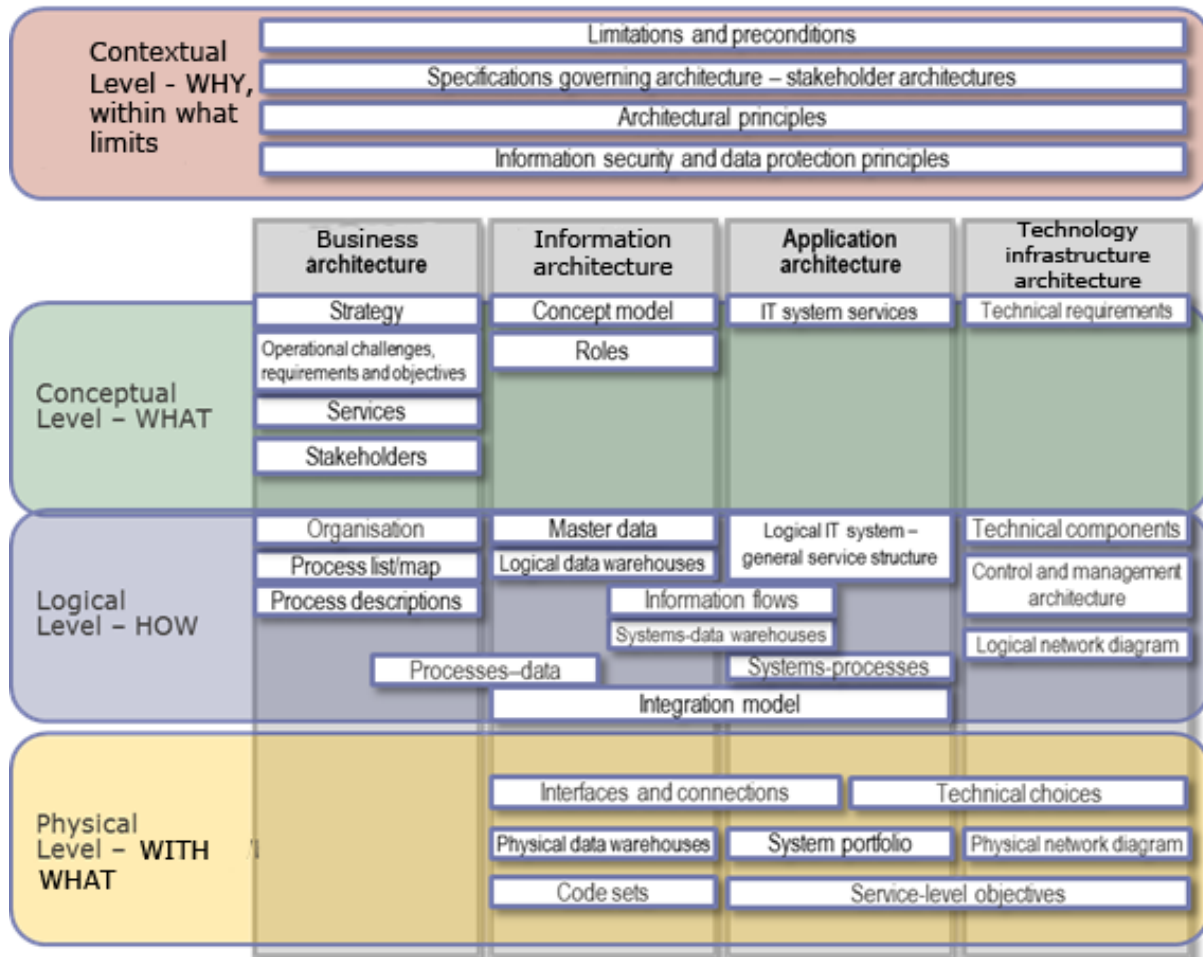 Contextual
Level - WHY,
within what
limits
Limitations and preconditions
Specifications governing architecture – stakeholder architectures
Architectural principles
Information security and data protection principles
Business
architecture
Information
architecture
Application
architecture
Technology
infrastructure
architecture
Conceptual
Level – WHAT
Strategy
Concept model
IT system services
Technical requirements
Operational challenges,
requirements and objectives
Roles
Services
Stakeholders
Logical
Level – HOW
Organisation
Master data
Logical IT system –
general service structure
Technical components
Process list/map
Logical data warehouses
Control and management
architecture
Process descriptions
Information flows
Systems-data warehouses
Logical network diagram
Processes–data
Systems-processes
Integration model
Physical
Level – WITH
WHAT
Interfaces and connections
Technical choices
Physical data warehouses
System portfolio
Physical network diagram
Code sets
Service-level objectives